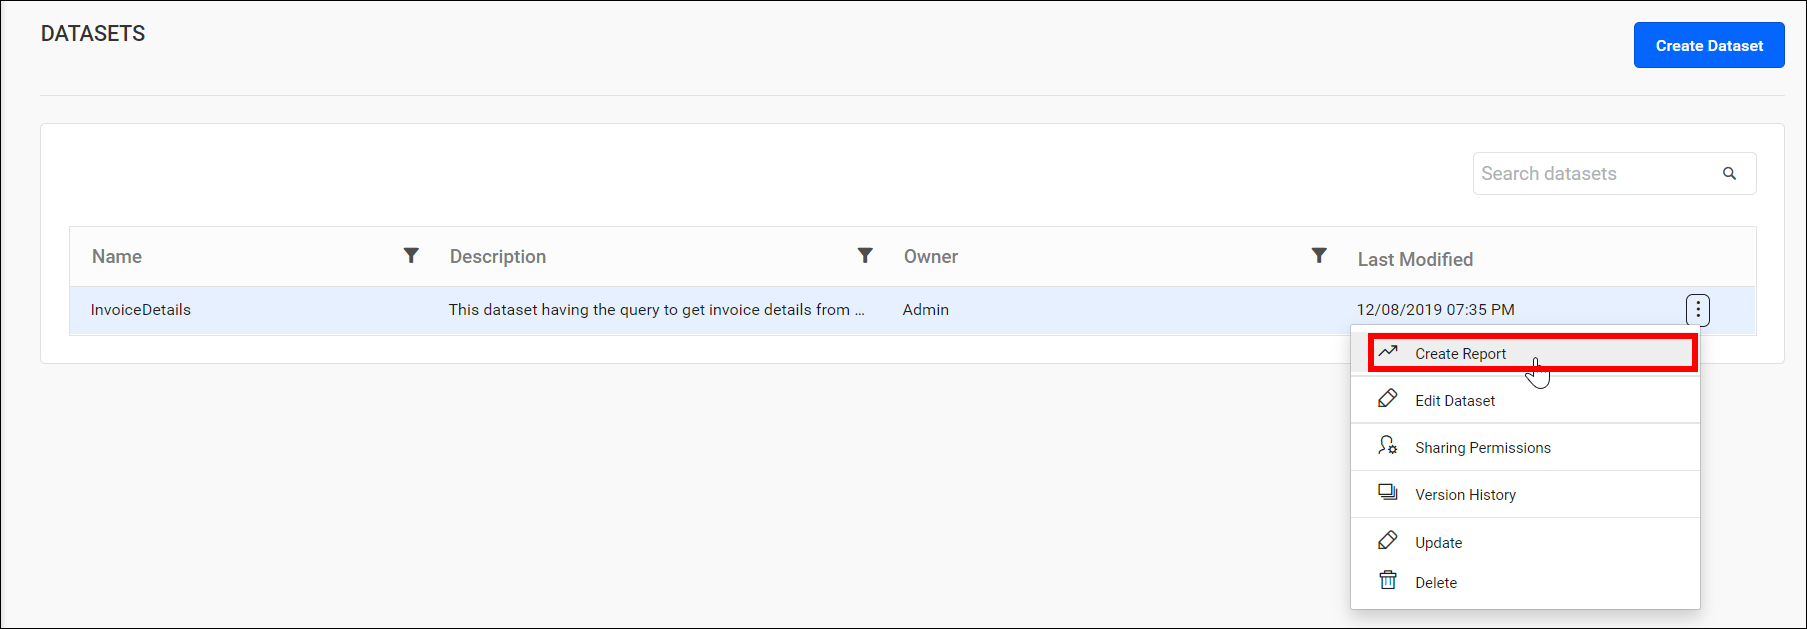 DATASETS
Create Dataset
Search datasets
Name Description Owner Last Modified
InvoiceDetails This dataset having the query to get invoice details from ... Admin 12/08/2019 07:35 PM
Create Report
Edit Dataset
Sharing Permissions
Version History
Update
Delete